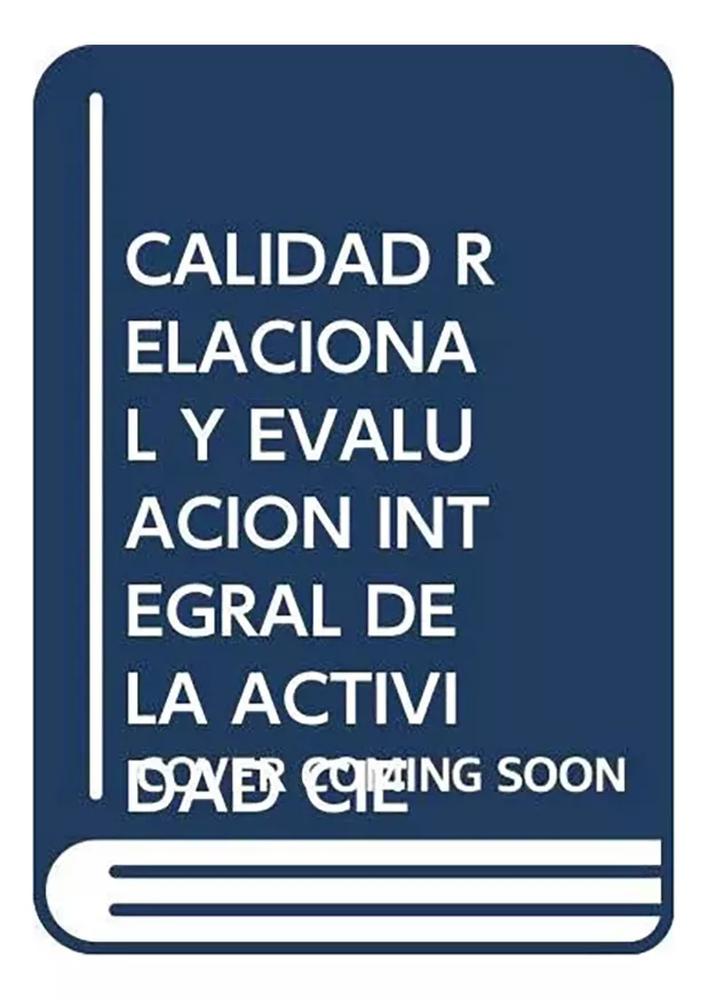 CALIDAD R
ELACIONA
L Y EVALU
ACION INT
EGRAL DE
LA ACTIVI
DAD CIE
COVER COMING SOON